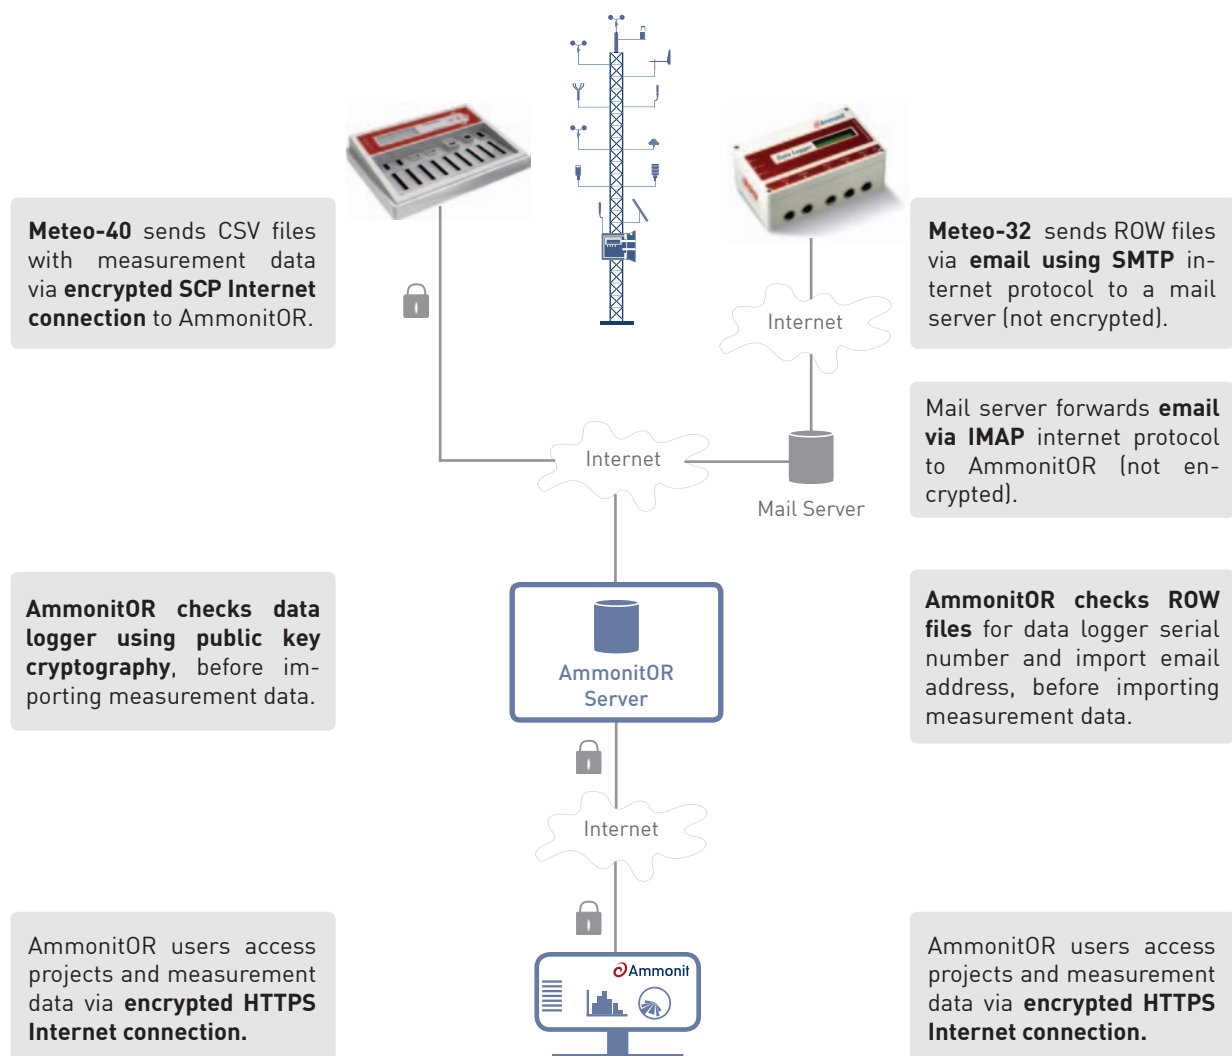 Ammonit
Data Logger
Meteo-40 sends CSV files
with measurement data
via encrypted SCP Internet
connection to AmmonitOR.
Meteo-32 sends ROW files
via email using SMTP in-
ternet protocol to a mail
server (not encrypted).
Internet
Mail server forwards email
via IMAP internet protocol
to AmmonitOR (not en-
crypted).
Internet
Mail Server
AmmonitOR checks data
logger using public key
cryptography, before im-
porting measurement data.
AmmonitOR
Server
AmmonitOR checks ROW
files for data logger serial
number and import email
address, before importing
measurement data.
Internet
AmmonitOR users access
projects and measurement
data via encrypted HTTPS
Internet connection.
Ammonit
AmmonitOR users access
projects and measurement
data via encrypted HTTPS
Internet connection.